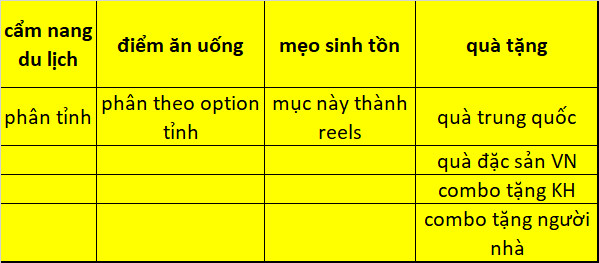 cẩm nang
du lịch
điểm ăn uống
mẹo sinh tồn
quà tặng
phân tỉnh
phân theo option
tỉnh
mục này thành
reels
quà trung quốc
quà đặc sản VN
combo tặng KH
combo tặng người
nhà